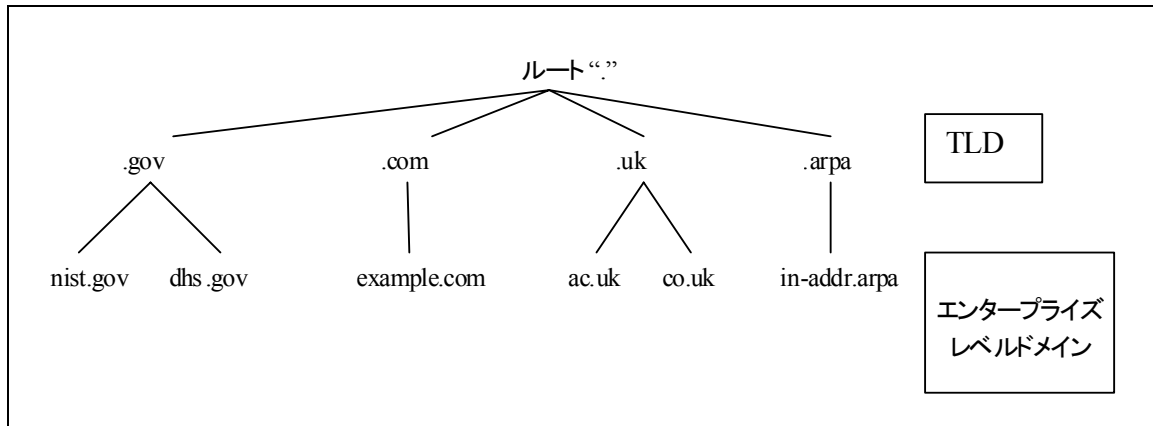 ルート “.”
.gov
.com
.uk
.arpa
TLD
nist.gov
dhs.gov
example.com
ac.uk
co.uk
in-addr.arpa
エンタープライズ
レベルドメイン